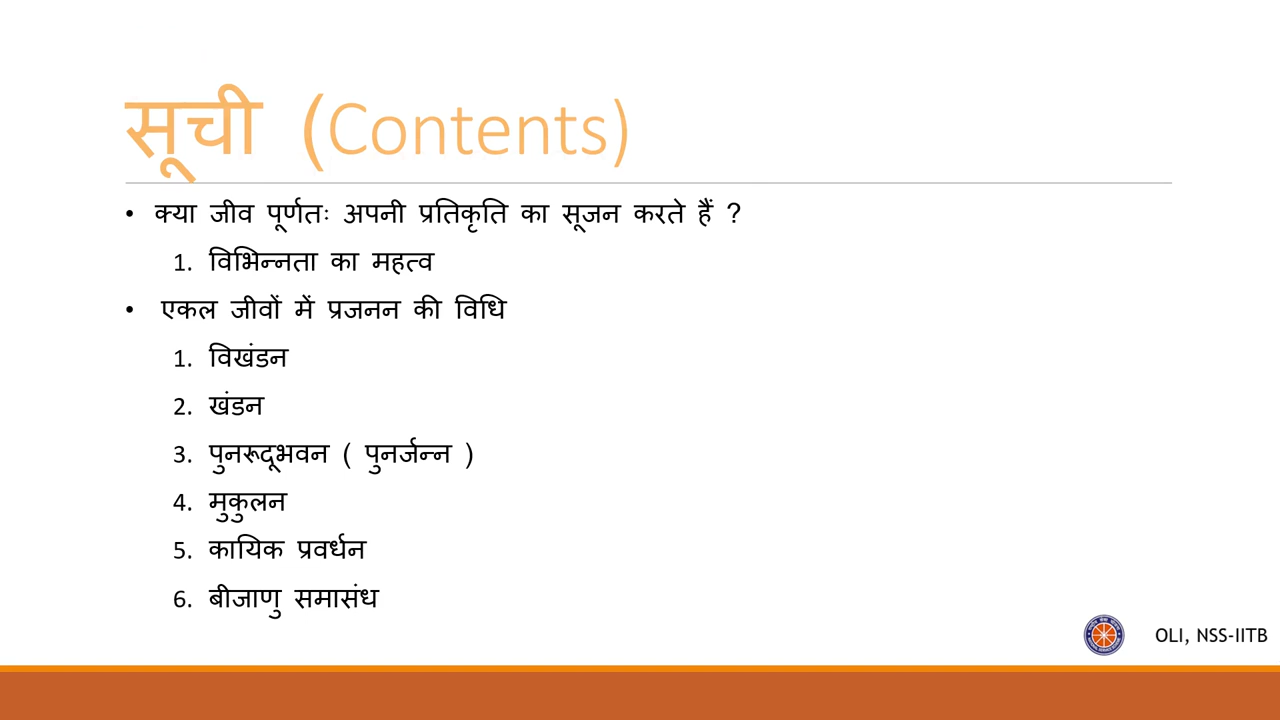 सूची (Contents)
• क्या जीव पूर्णतः अपनी प्रतिकृति का सूजन करते हैं ?
1. विभिन्नता का महत्व
• एकल जीवों में प्रजनन की विधि
1. विखंडन
2. खंडन
3. पुनरूदूभवन ( पुनर्जन्न )
4. मुकुलन
5. कायिक प्रवर्धन
6. बीजाणु समासंध
OLI, NSS-IITB